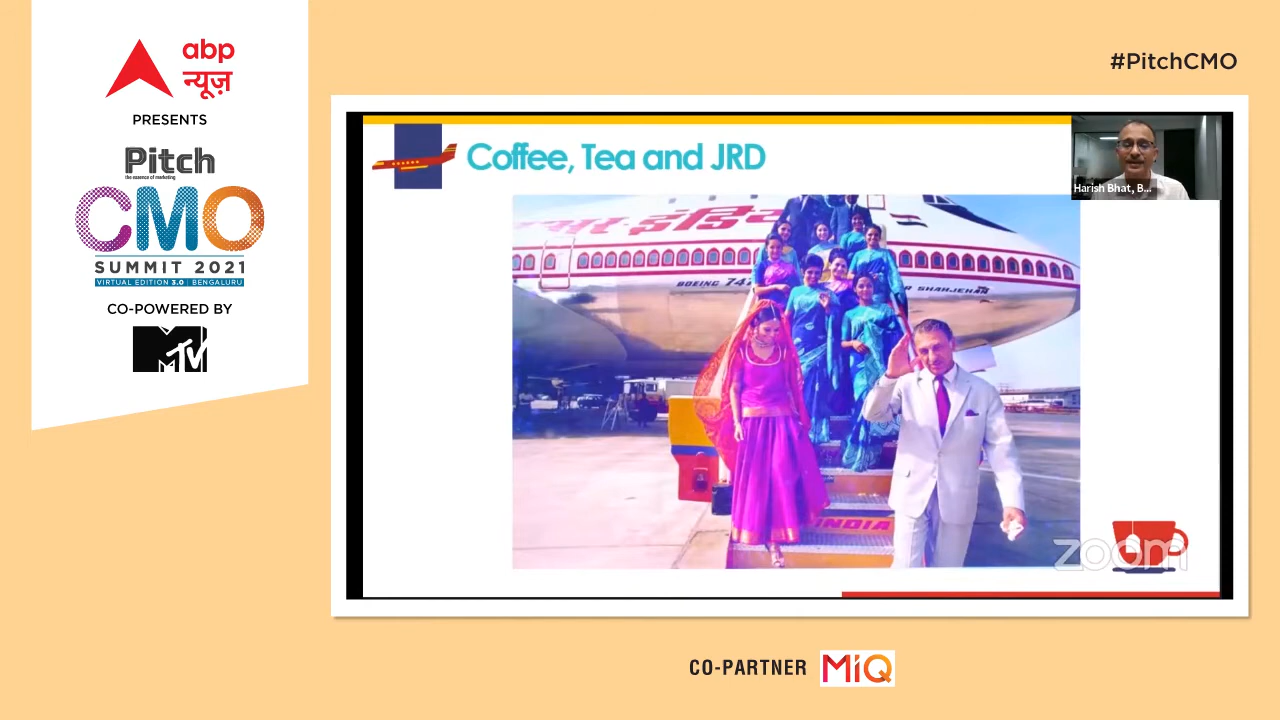 abp
न्यूज़
PRESENTS
Pitch
the essence of marketing
CMO
SUMMIT 2021
VIRTUAL EDITION 3.0 | BENGALURU
CO-POWERED BY
MTV
#PitchCMO
Coffee, Tea and JRD
Harish Bhat, B...
एअर-इंडिया
BOEING 747
R SHAHJEHAN
INDIA
zoom
CO-PARTNER
MiQ